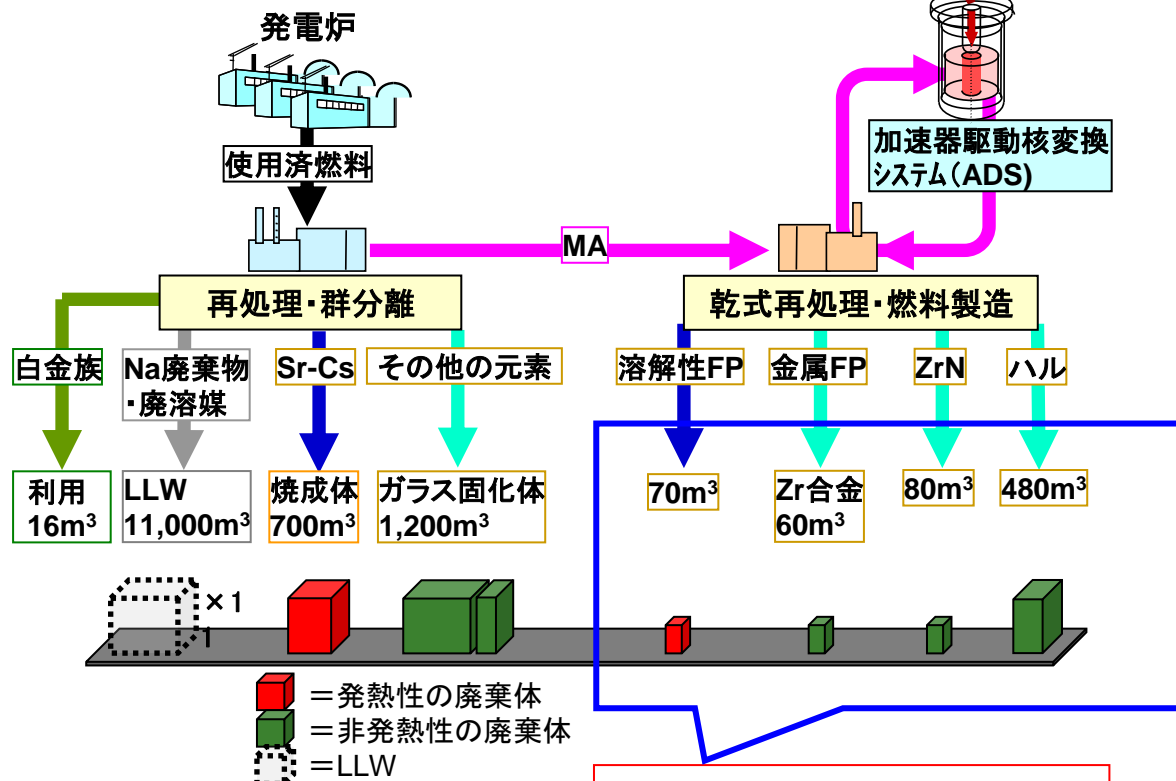 発電炉
使用済燃料
加速器駆動核変換
システム(ADS)
MA
再処理・群分離
乾式再処理・燃料製造
白金族
Na廃棄物
・廃溶媒
Sr-Cs
その他の元素
溶解性FP
金属FP
ZrN
ハル
利用
16m³
LLW
11,000m³
焼成体
700m³
ガラス固化体
1,200m³
70m³
Zr合金
60m³
80m³
480m³
×1
1
=発熱性の廃棄体
=非発熱性の廃棄体
=LLW